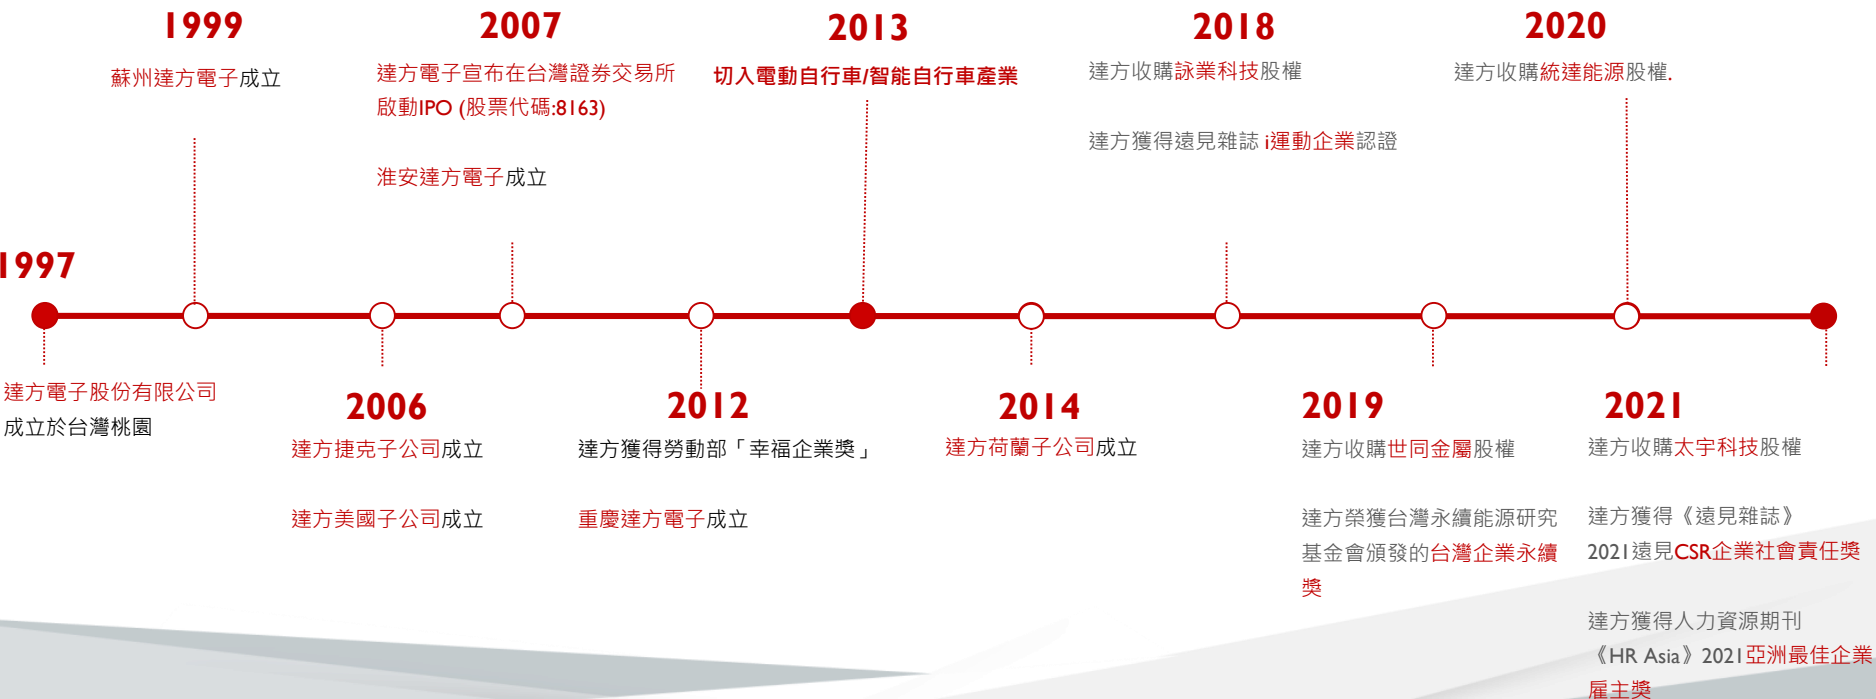 1999
蘇州達方電子成立
2007
達方電子宣布在台灣證券交易所
啟動IPO (股票代碼:8163)
淮安達方電子成立
2013
切入電動自行車/智能自行車產業
2018
達方收購詠業科技股權
達方獲得遠見雜誌 i運動企業認證
2020
達方收購統達能源股權.
1997
達方電子股份有限公司
成立於台灣桃園
2006
達方捷克子公司成立
達方美國子公司成立
2012
達方獲得勞動部「幸福企業獎」
重慶達方電子成立
2014
達方荷蘭子公司成立
2019
達方收購世同金屬股權
達方榮獲台灣永續能源研究
基金會頒發的台灣企業永續
獎
2021
達方收購太宇科技股權
達方獲得《遠見雜誌》
2021遠見CSR企業社會責任獎
達方獲得人力資源期刊
《HR Asia》2021亞洲最佳企業
雇主獎